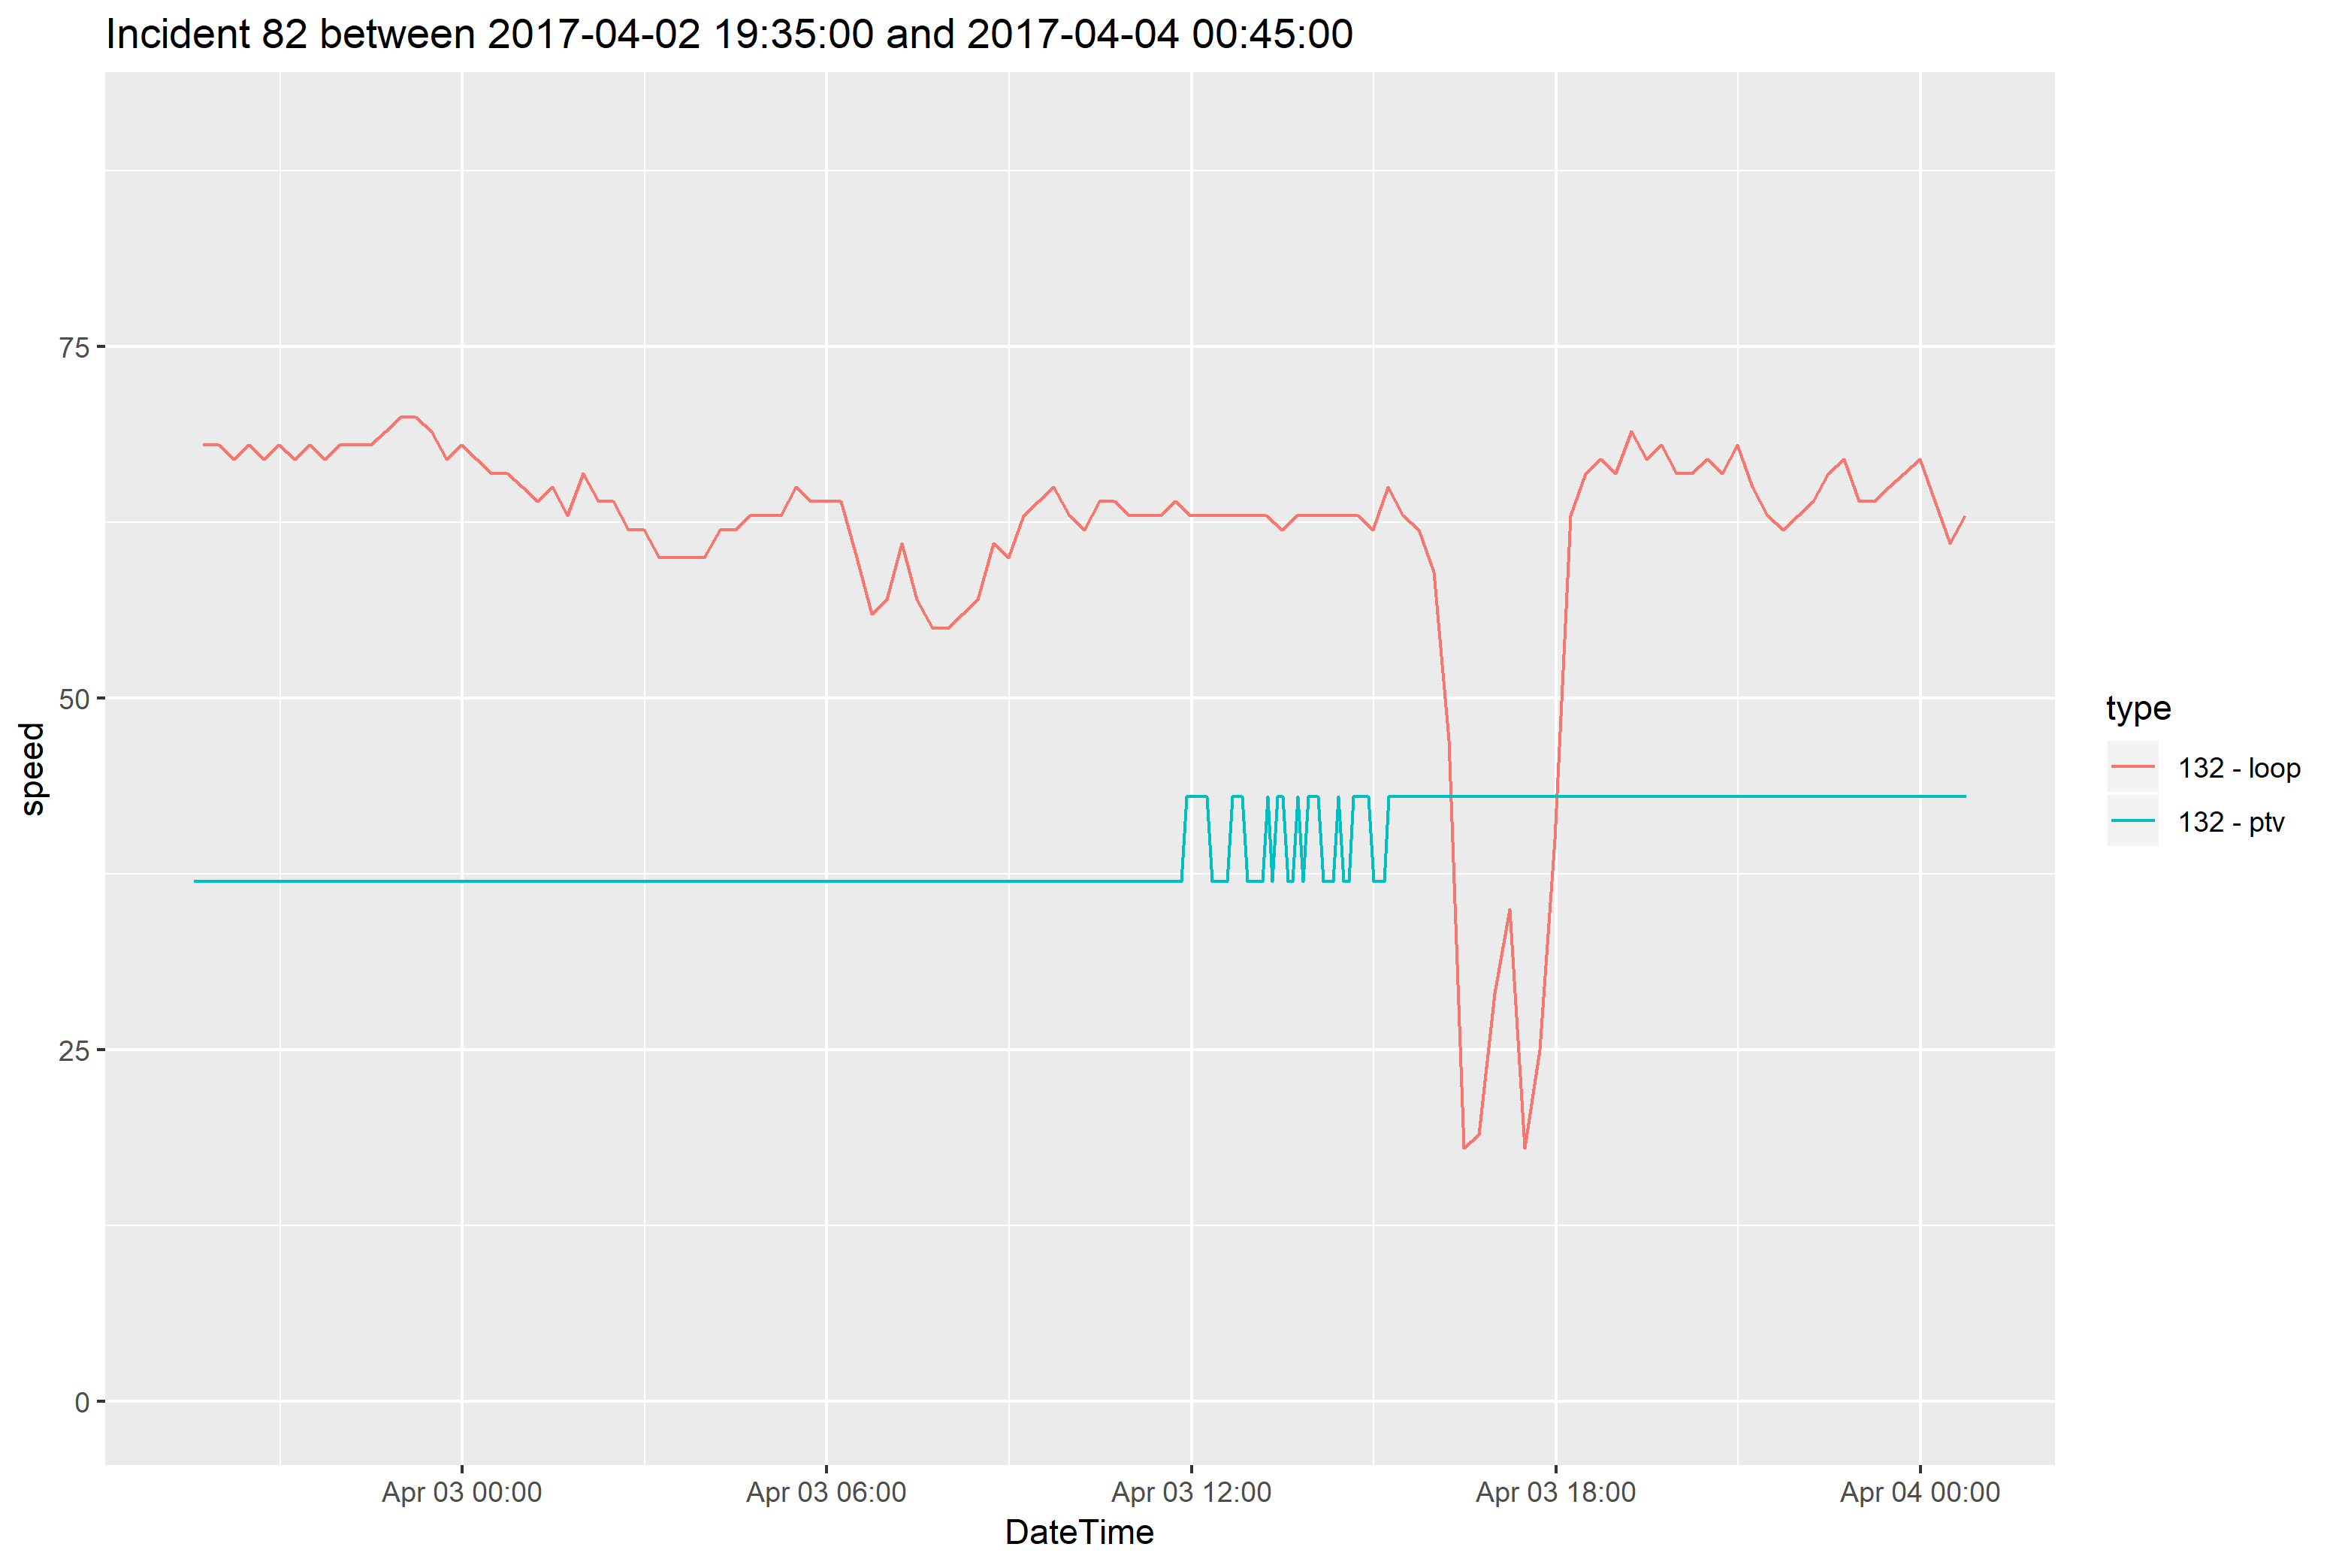 Incident 82 between 2017-04-02 19:35:00 and 2017-04-04 00:45:00
75
50
25
0
speed
Apr 03 00:00
Apr 03 06:00
Apr 03 12:00
Apr 03 18:00
Apr 04 00:00
DateTime
type
132 - loop
132 - ptv